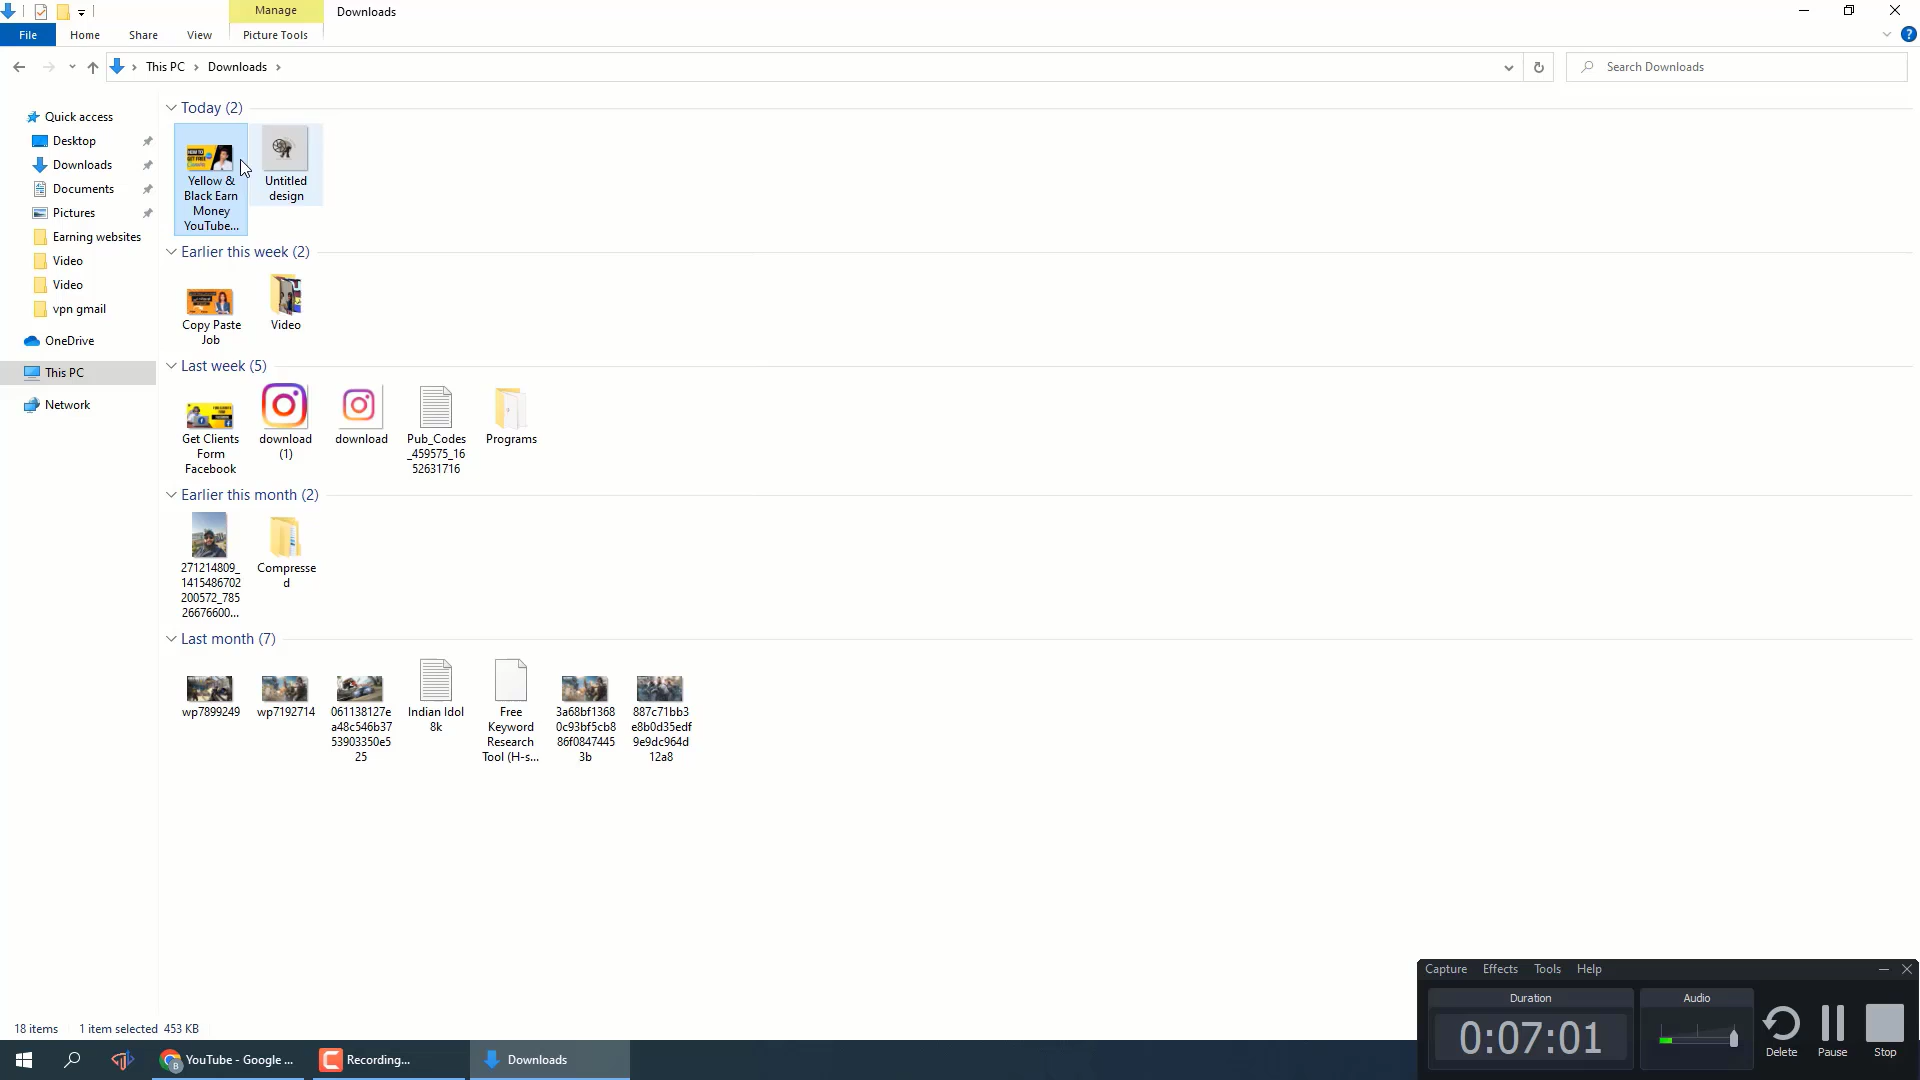 Manage
Downloads
File
Home
Share
View
Picture Tools
This PC
Downloads
Search Downloads
Quick access
Desktop
Downloads
Documents
Pictures
Earning websites
Video
Video
vpn gmail
OneDrive
This PC
Network
Today (2)
HOW TO
GET FREE
Yellow &
Black Earn
Money
YouTube...
Untitled
design
Earlier this week (2)
Copy Paste
Job
Video
Last week (5)
Get Clients
Form
Facebook
download
(1)
download
Pub_Codes
_459575_16
52631716
Programs
Earlier this month (2)
271214809_
1415486702
200572_785
26676600...
Compresse
d
Last month (7)
wp7899249
wp7192714
061138127e
a48c546b37
53903350e5
25
Indian Idol
8k
Free
Keyword
Research
Tool (H-s...
3a68bf1368
0c93bf5cb8
86f0847445
3b
887c71bb3
e8b0d35edf
9e9dc964d
12a8
18 items
1 item selected 453 KB
Capture
Effects
Tools
Help
Duration
0:07:01
Audio
Delete
Pause
Stop
YouTube - Google ...
Recording...
Downloads